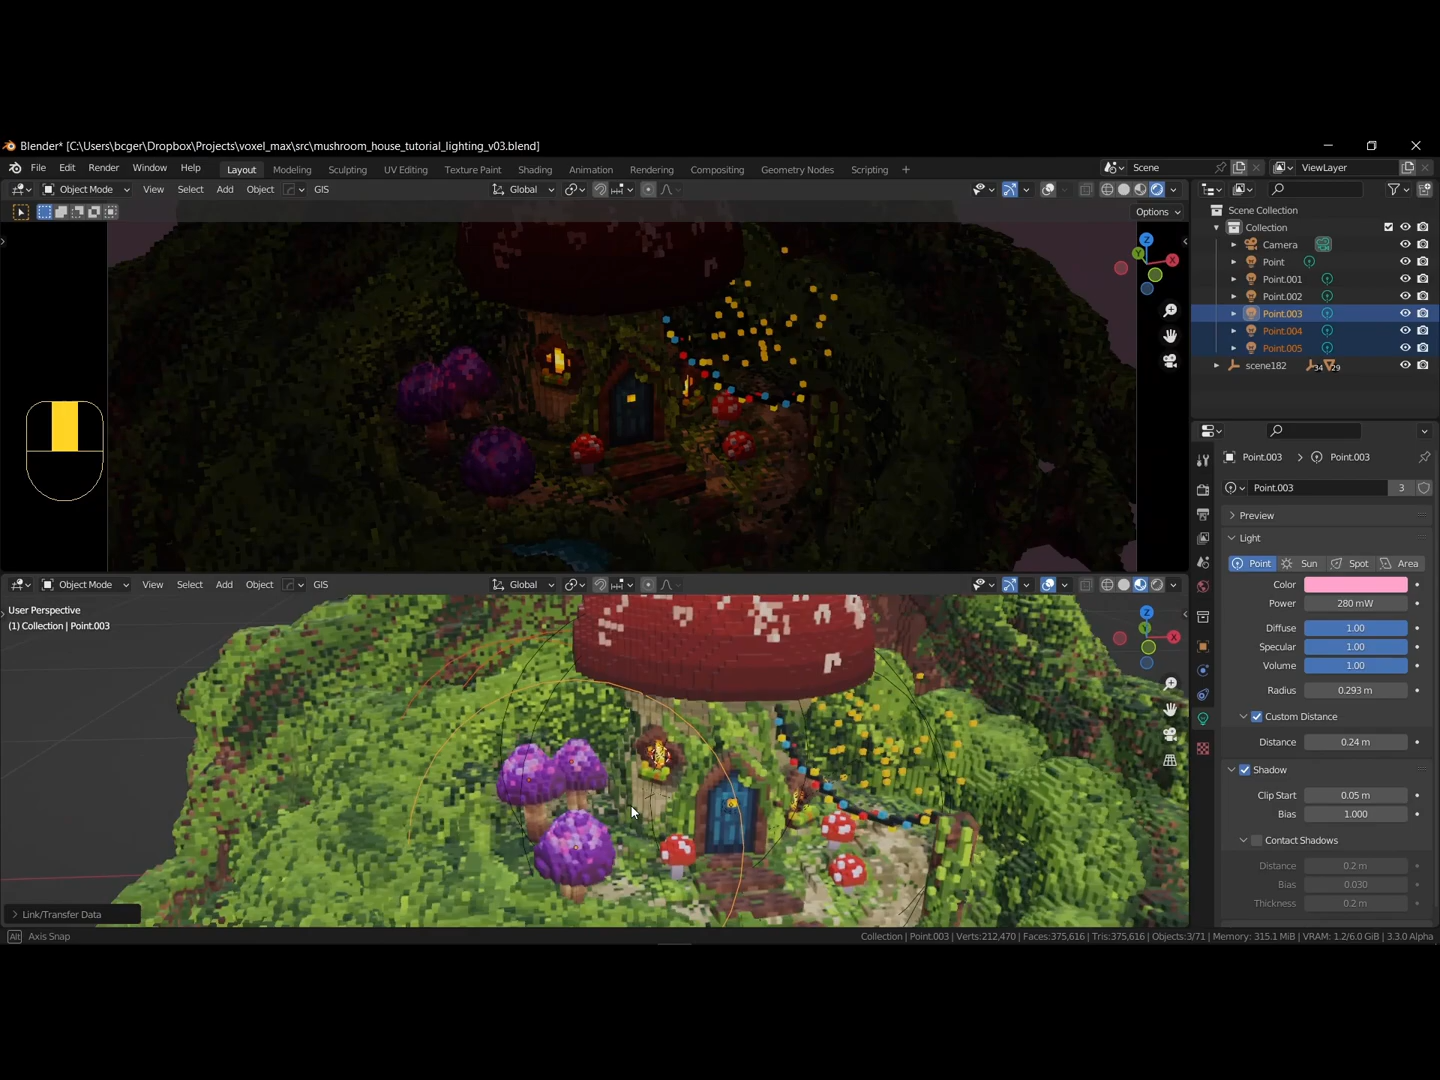 Blender* [C:\Users\bcger\Dropbox\Projects\voxel_max\src\mushroom_house_tutorial_lighting_v03.blend]
File Edit Render Window Help Layout Modeling Sculpting UV Editing Texture Paint Shading Animation Rendering Compositing Geometry Nodes Scripting + Scene ViewLayer
Object Mode View Select Add Object GIS Global
Options
Z
Y
X
Scene Collection
Collection
Camera
Point
Point.001
Point.002
Point.003
Point.004
Point.005
scene182 34 29
Point.003 > Point.003
Point.003 3
Preview
Light
Point Sun Spot Area
Color
Power 280 mW
Diffuse 1.00
Specular 1.00
Volume 1.00
Radius 0.293 m
Custom Distance
Distance 0.24 m
Shadow
Clip Start 0.05 m
Bias 1.000
Contact Shadows
Distance 0.2 m
Bias 0.030
Thickness 0.2 m
Object Mode View Select Add Object GIS Global
User Perspective
(1) Collection | Point.003
Z
X
Link/Transfer Data
Alt Axis Snap
Collection | Point.003 | Verts:212,470 | Faces:375,616 | Tris:375,616 | Objects:3/71 | Memory: 315.1 MiB | VRAM: 1.2/6.0 GiB | 3.3.0 Alpha